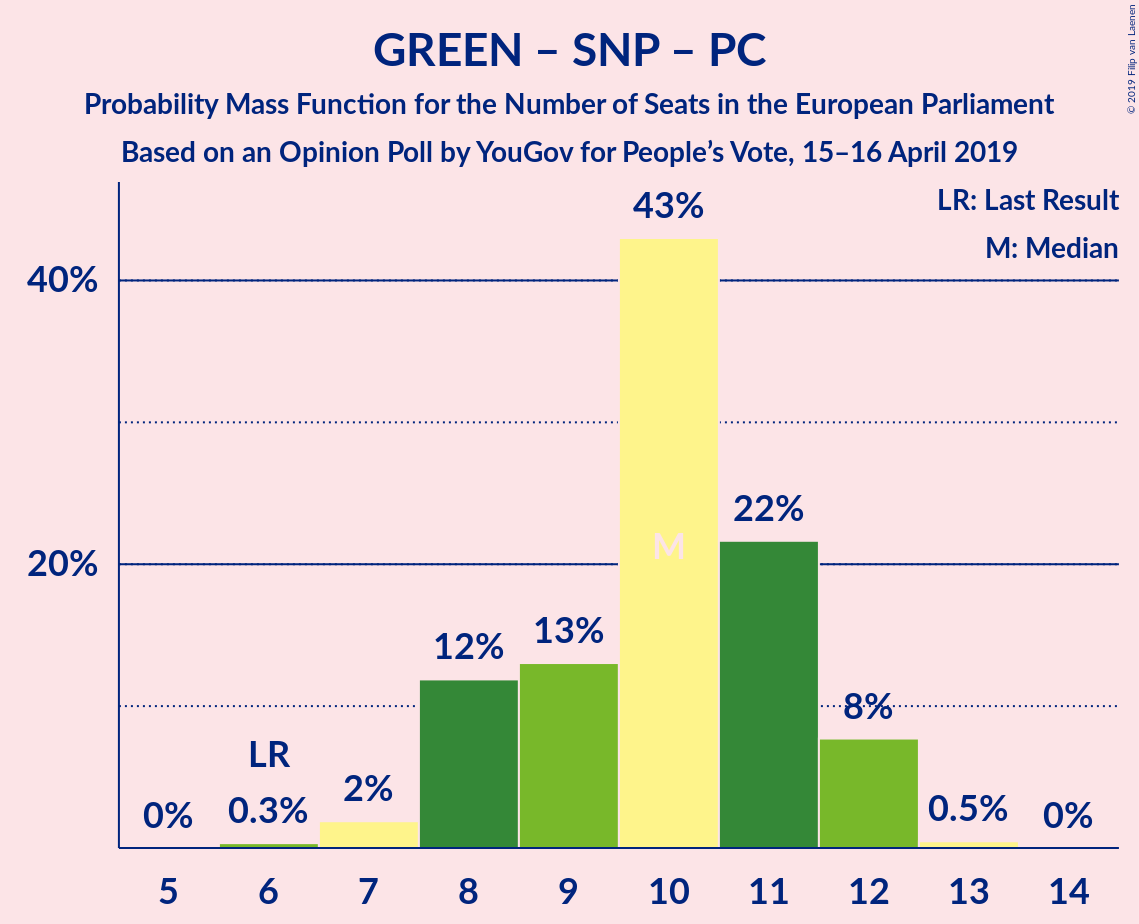 GREEN – SNP – PC
Probability Mass Function for the Number of Seats in the European Parliament
Based on an Opinion Poll by YouGov for People’s Vote, 15–16 April 2019
© 2019 Filip van Laenen
LR: Last Result
M: Median
43%
40%
22%
M
20%
13%
12%
8%
LR
2%
0.3%
0.5%
0%
0%
5 6 7 8 9 10 11 12 13 14